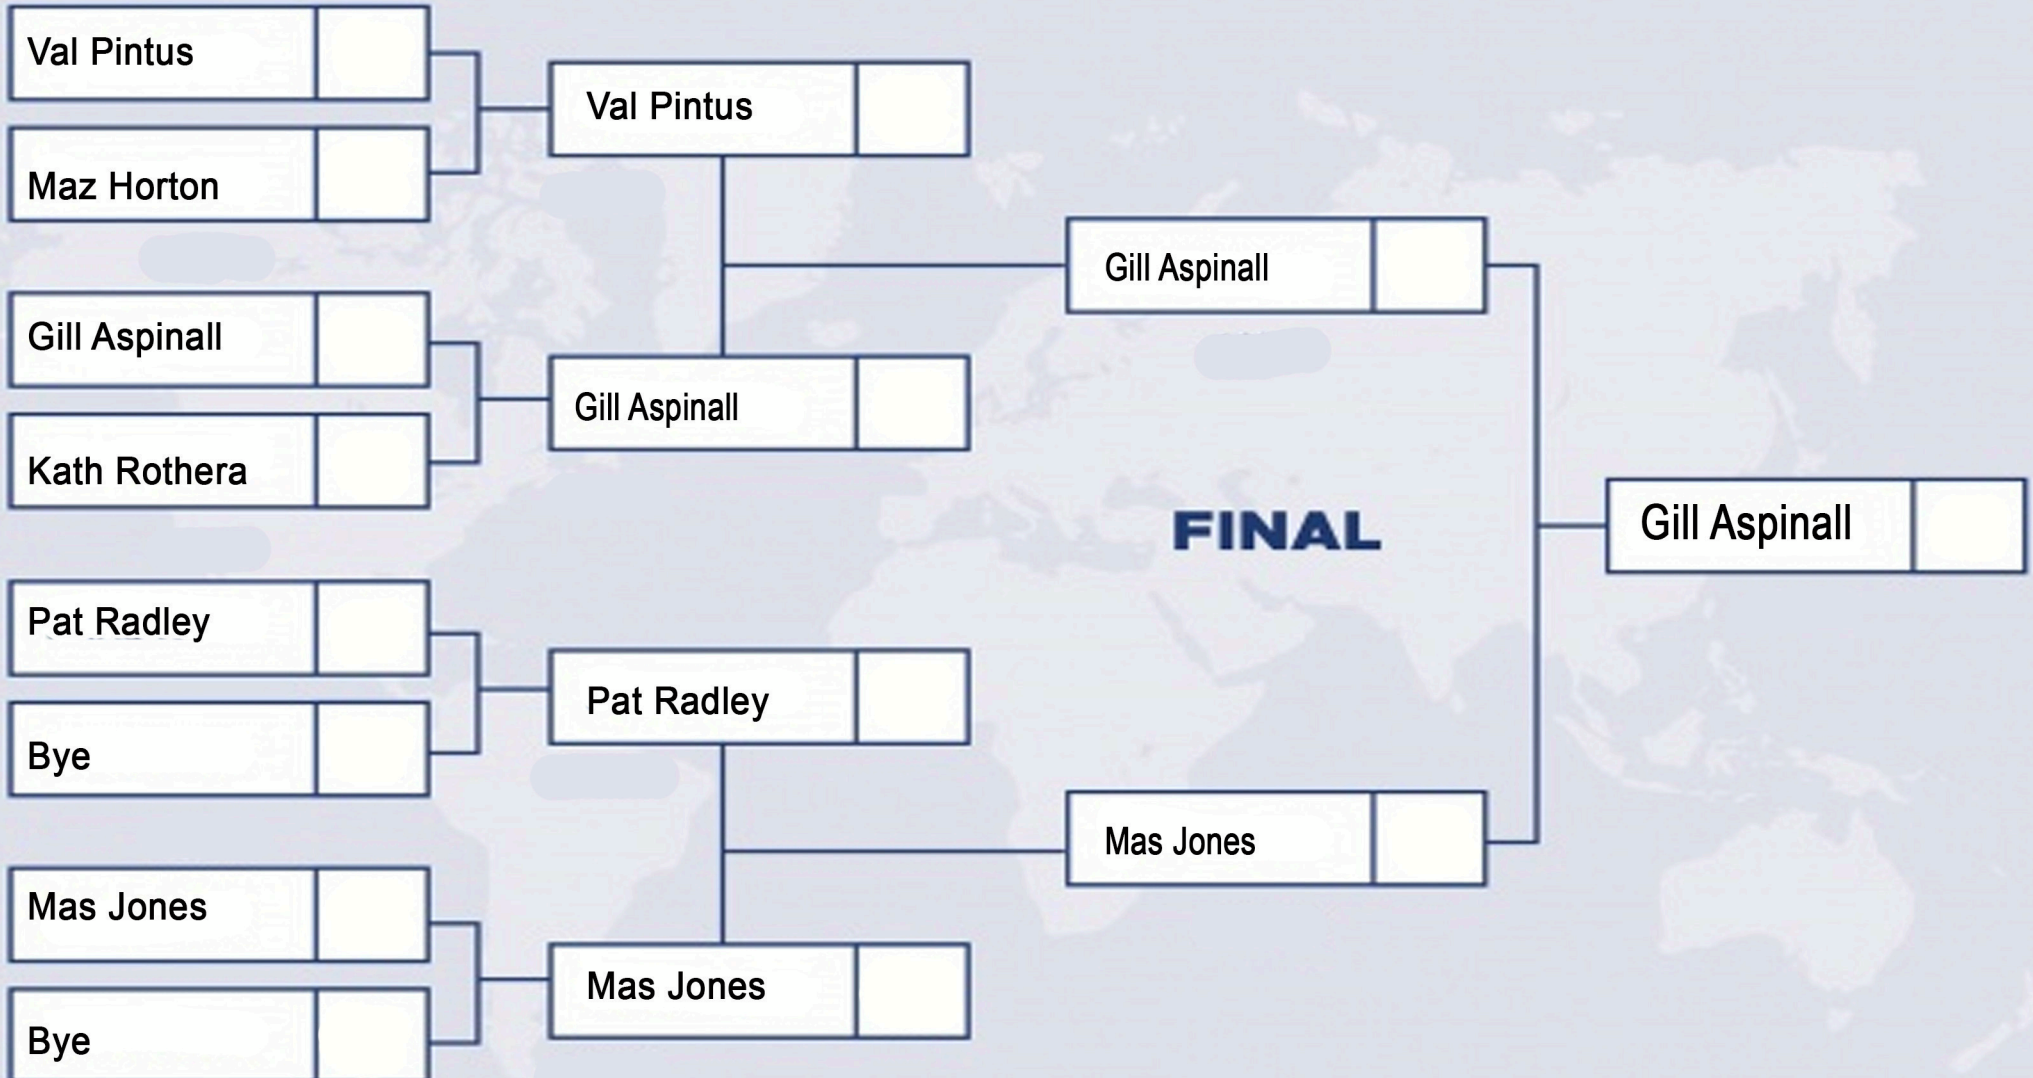 Val Pintus
Maz Horton
Gill Aspinall
Kath Rothera
Pat Radley
Bye
Mas Jones
Bye
Val Pintus
Gill Aspinall
Pat Radley
Mas Jones
Gill Aspinall
FINAL
Mas Jones
Gill Aspinall